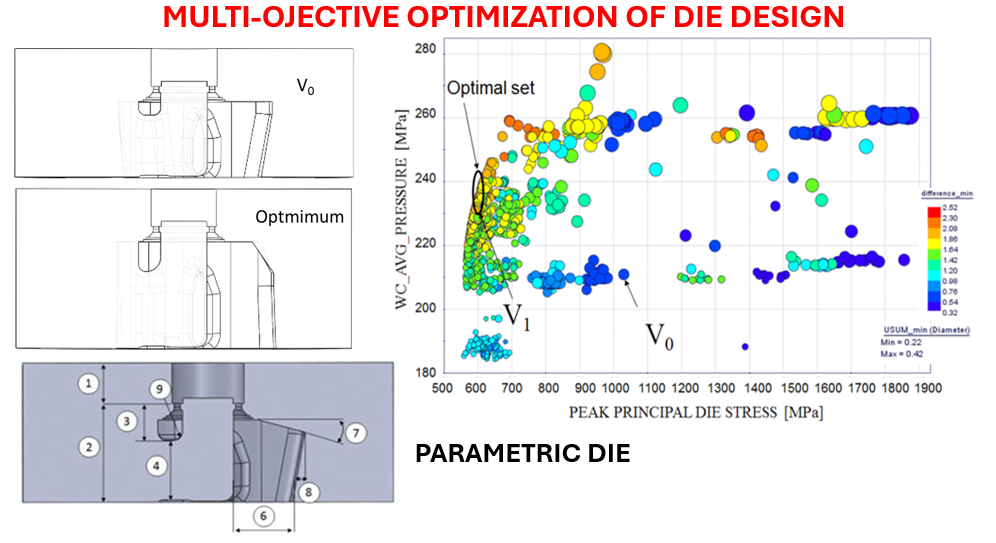 MULTI-OJECTIVE OPTIMIZATION OF DIE DESIGN
V0
Optmimum
1
9
3
2
4
7
8
6
280
260
240
220
200
180
WC_AVG_PRESSURE [MPa]
Optimal set
V1
V0
500 600 700 800 900 1000 1100 1200 1300 1400 1500 1600 1700 1800 1900
PEAK PRINCIPAL DIE STRESS [MPa]
difference_min
2.52
2.30
2.08
1.86
1.64
1.42
1.20
0.98
0.76
0.54
0.32
USUM_min (Diameter)
Min = 0.22
Max = 0.42
PARAMETRIC DIE